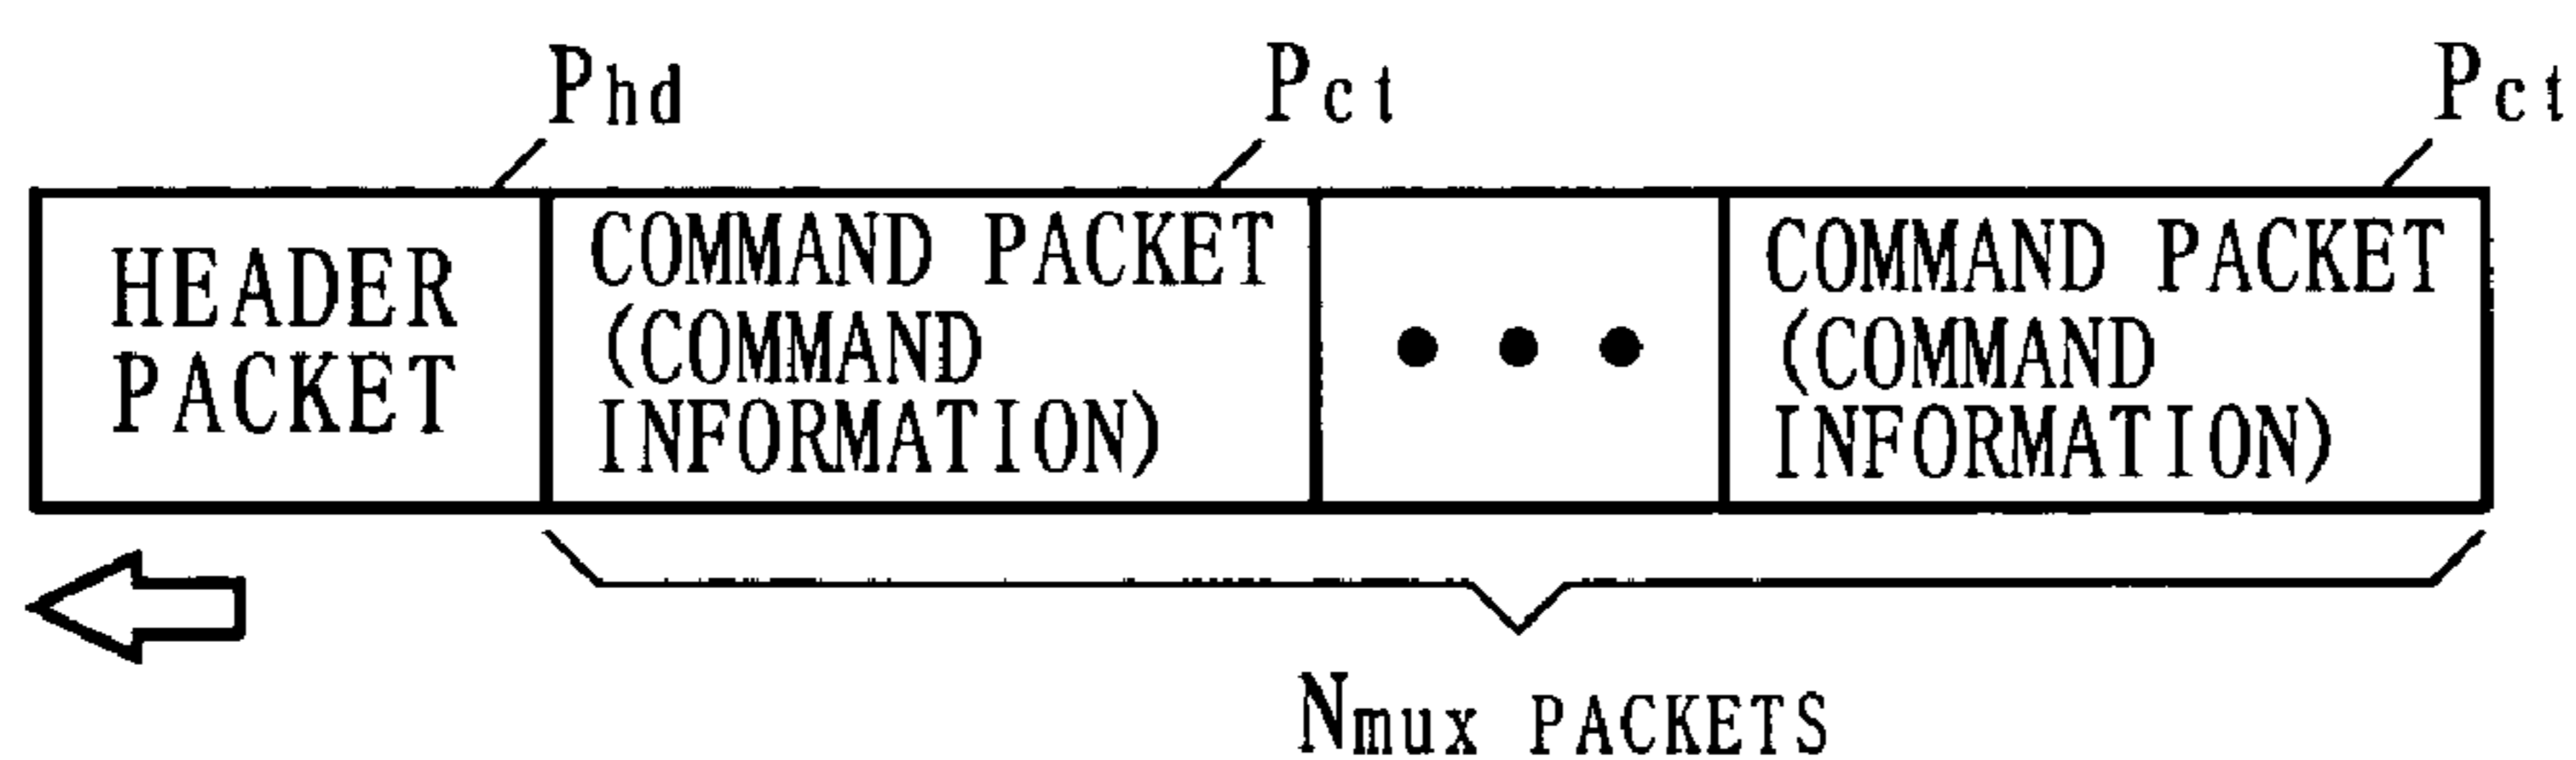 Phd
Pct
Pct
HEADER
PACKET
COMMAND PACKET
(COMMAND
INFORMATION)
• • •
COMMAND PACKET
(COMMAND
INFORMATION)
Nmux PACKETS